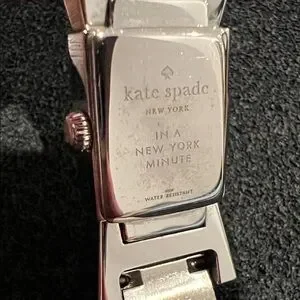 kate spade
NEW YORK
IN A
NEW YORK
MINUTE
WATER RESISTANT